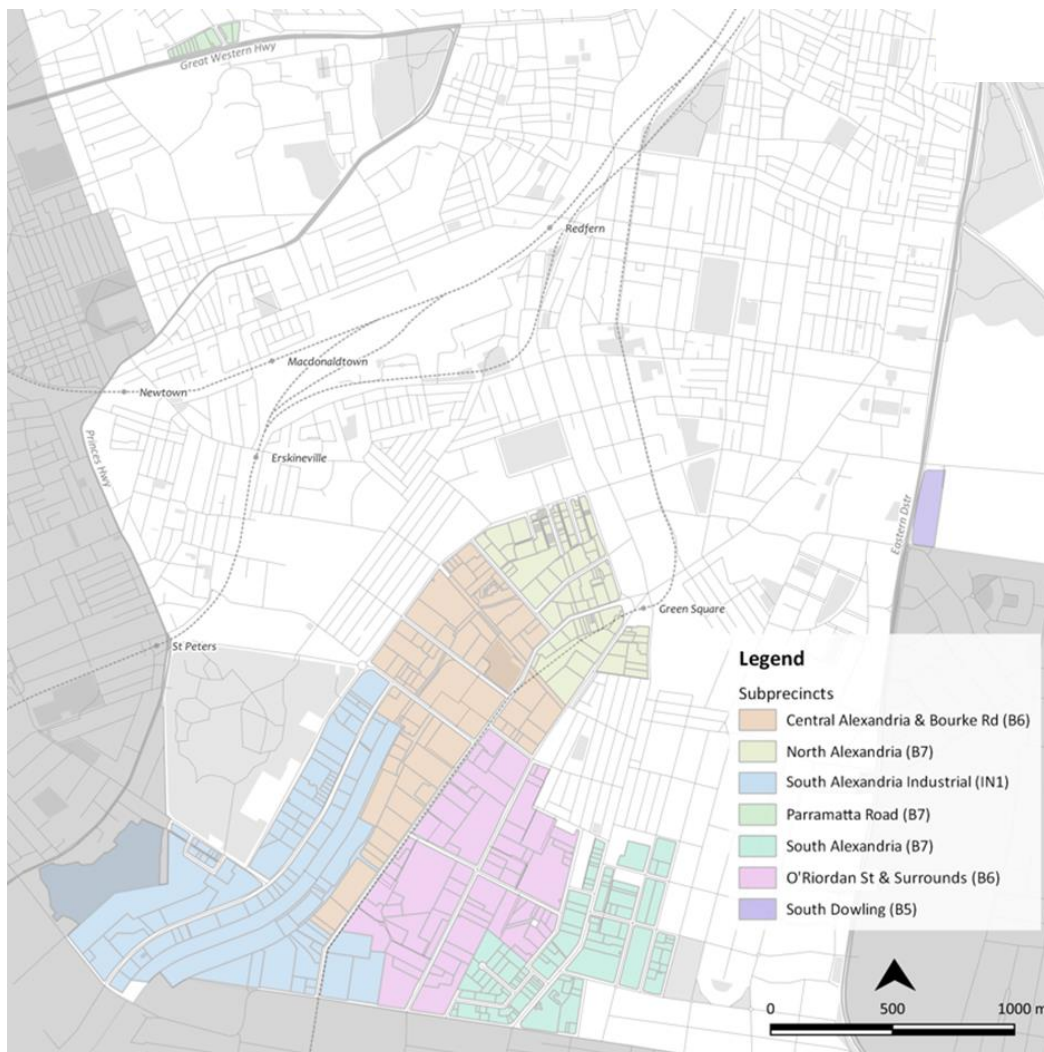 Great Western Hwy
Redfern
Macdonaldtown
Newtown
Princes Hwy
Erskineville
Eastern Dstr
Green Square
St Peters
Legend
Subprecincts
Central Alexandria & Bourke Rd (B6)
North Alexandria (B7)
South Alexandria Industrial (IN1)
Parramatta Road (B7)
South Alexandria (B7)
O'Riordan St & Surrounds (B6)
South Dowling (B5)
0 500 1000 m